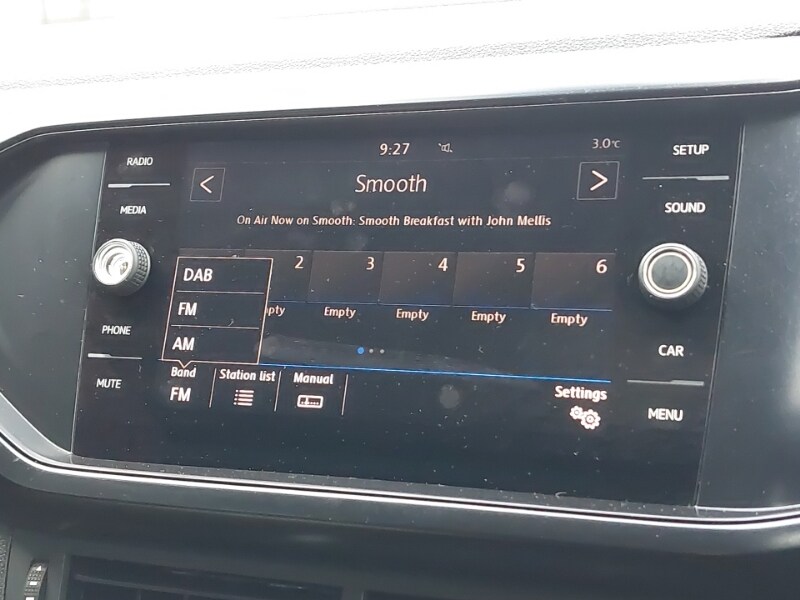 9:27 3.0°C
RADIO SETUP
Smooth
MEDIA SOUND
On Air Now on Smooth: Smooth Breakfast with John Mellis
2 3 4 5 6
DAB
FM
AM
Empty Empty Empty Empty
PHONE CAR
MUTE MENU
Band Station list Manual Settings
FM